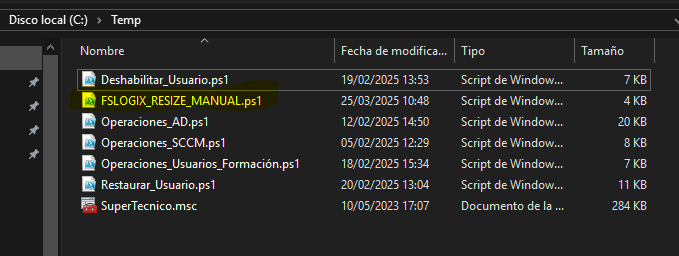 Disco local (C:) > Temp
Nombre Fecha de modifica... Tipo Tamaño
Deshabilitar_Usuario.ps1 19/02/2025 13:53 Script de Window... 7 KB
FSLOGIX_RESIZE_MANUAL.ps1 25/03/2025 10:48 Script de Window... 4 KB
Operaciones_AD.ps1 12/02/2025 14:50 Script de Window... 20 KB
Operaciones_SCCM.ps1 05/02/2025 12:29 Script de Window... 8 KB
Operaciones_Usuarios_Formación.ps1 18/02/2025 15:34 Script de Window... 7 KB
Restaurar_Usuario.ps1 20/02/2025 13:04 Script de Window... 11 KB
SuperTecnico.msc 10/05/2023 17:07 Documento de la ... 284 KB